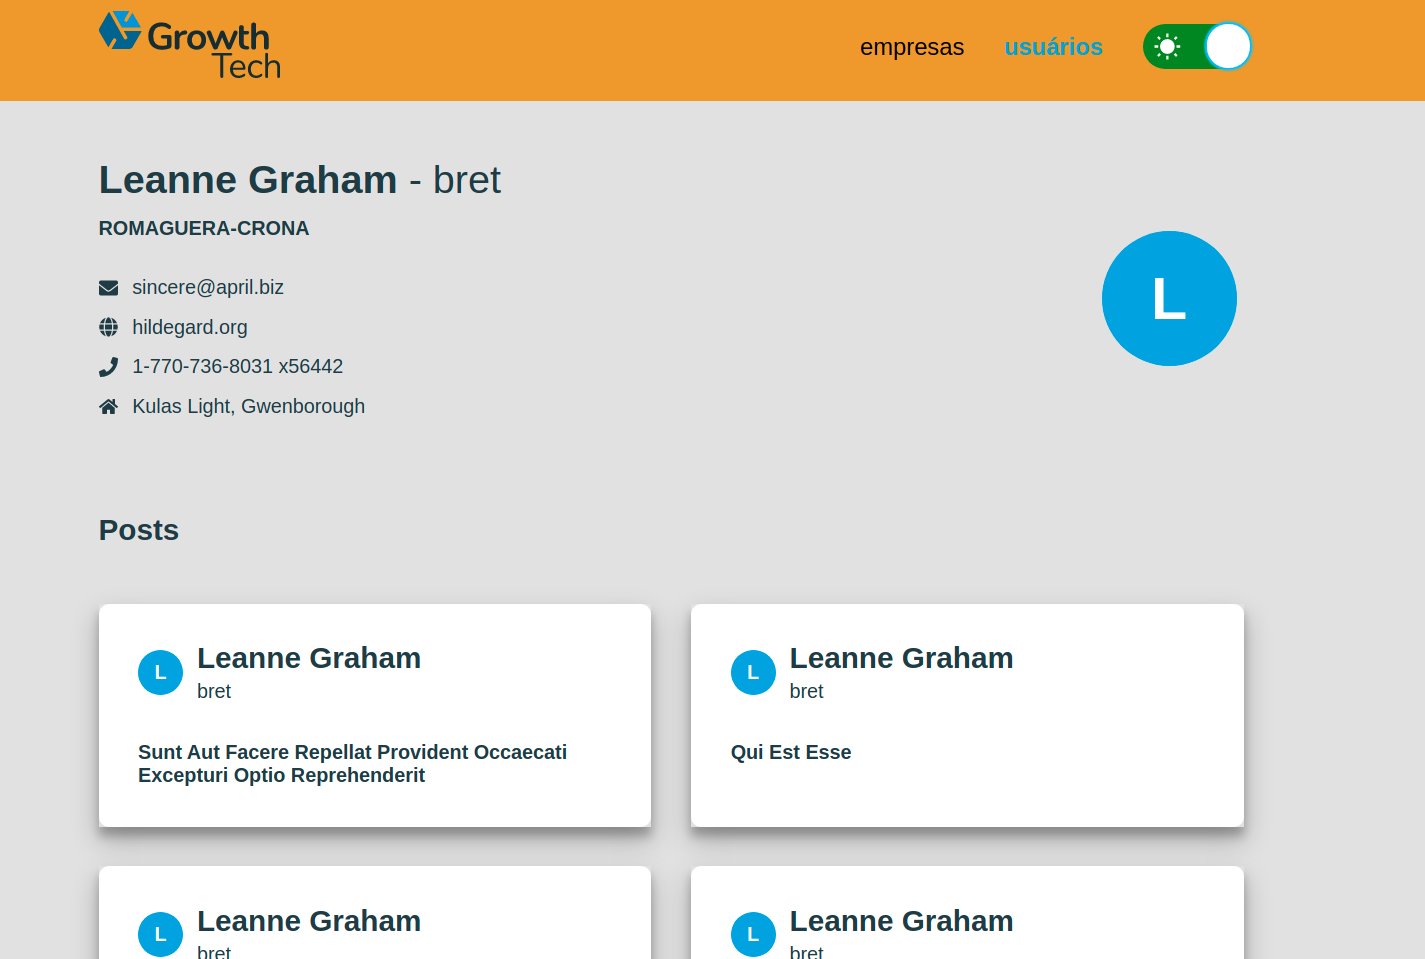 Growth
Tech
empresas
usuários
Leanne Graham - bret
ROMAGUERA-CRONA
sincere@april.biz
hildegard.org
1-770-736-8031 x56442
Kulas Light, Gwenborough
L
Posts
L
Leanne Graham
bret
Sunt Aut Facere Repellat Provident Occaecati
Excepturi Optio Reprehenderit
L
Leanne Graham
bret
Qui Est Esse
L
Leanne Graham
bret
L
Leanne Graham
bret